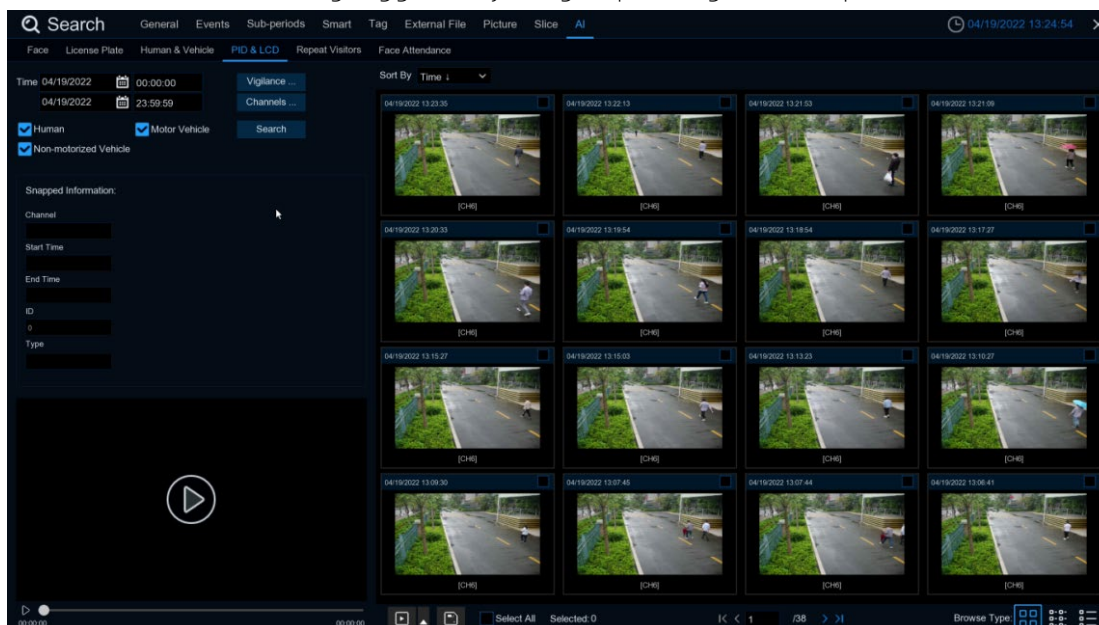 Search General Events Sub-periods Smart Tag External File Picture Slice AI 04/19/2022 13:24:54
Face License Plate Human & Vehicle PID & LCD Repeat Visitors Face Attendance
Time 04/19/2022 00:00:00 Vigilance ...
04/19/2022 23:59:59 Channels ...
Human Motor Vehicle Search
Non-motorized Vehicle
Snapped Information:
Channel
Start Time
End Time
ID
0
Type
00:00:00 00:00:00
Sort By Time ↓
04/19/2022 13:23:35 04/19/2022 13:22:13 04/19/2022 13:21:53 04/19/2022 13:21:09
[CH6] [CH6] [CH6] [CH6]
04/19/2022 13:20:33 04/19/2022 13:19:54 04/19/2022 13:18:54 04/19/2022 13:17:27
[CH6] [CH6] [CH6] [CH6]
04/19/2022 13:15:27 04/19/2022 13:15:03 04/19/2022 13:13:23 04/19/2022 13:10:27
[CH6] [CH6] [CH6] [CH6]
04/19/2022 13:09:30 04/19/2022 13:07:45 04/19/2022 13:07:44 04/19/2022 13:06:41
[CH6] [CH6] [CH6] [CH6]
Select All Selected: 0 1 /38 Browse Type: